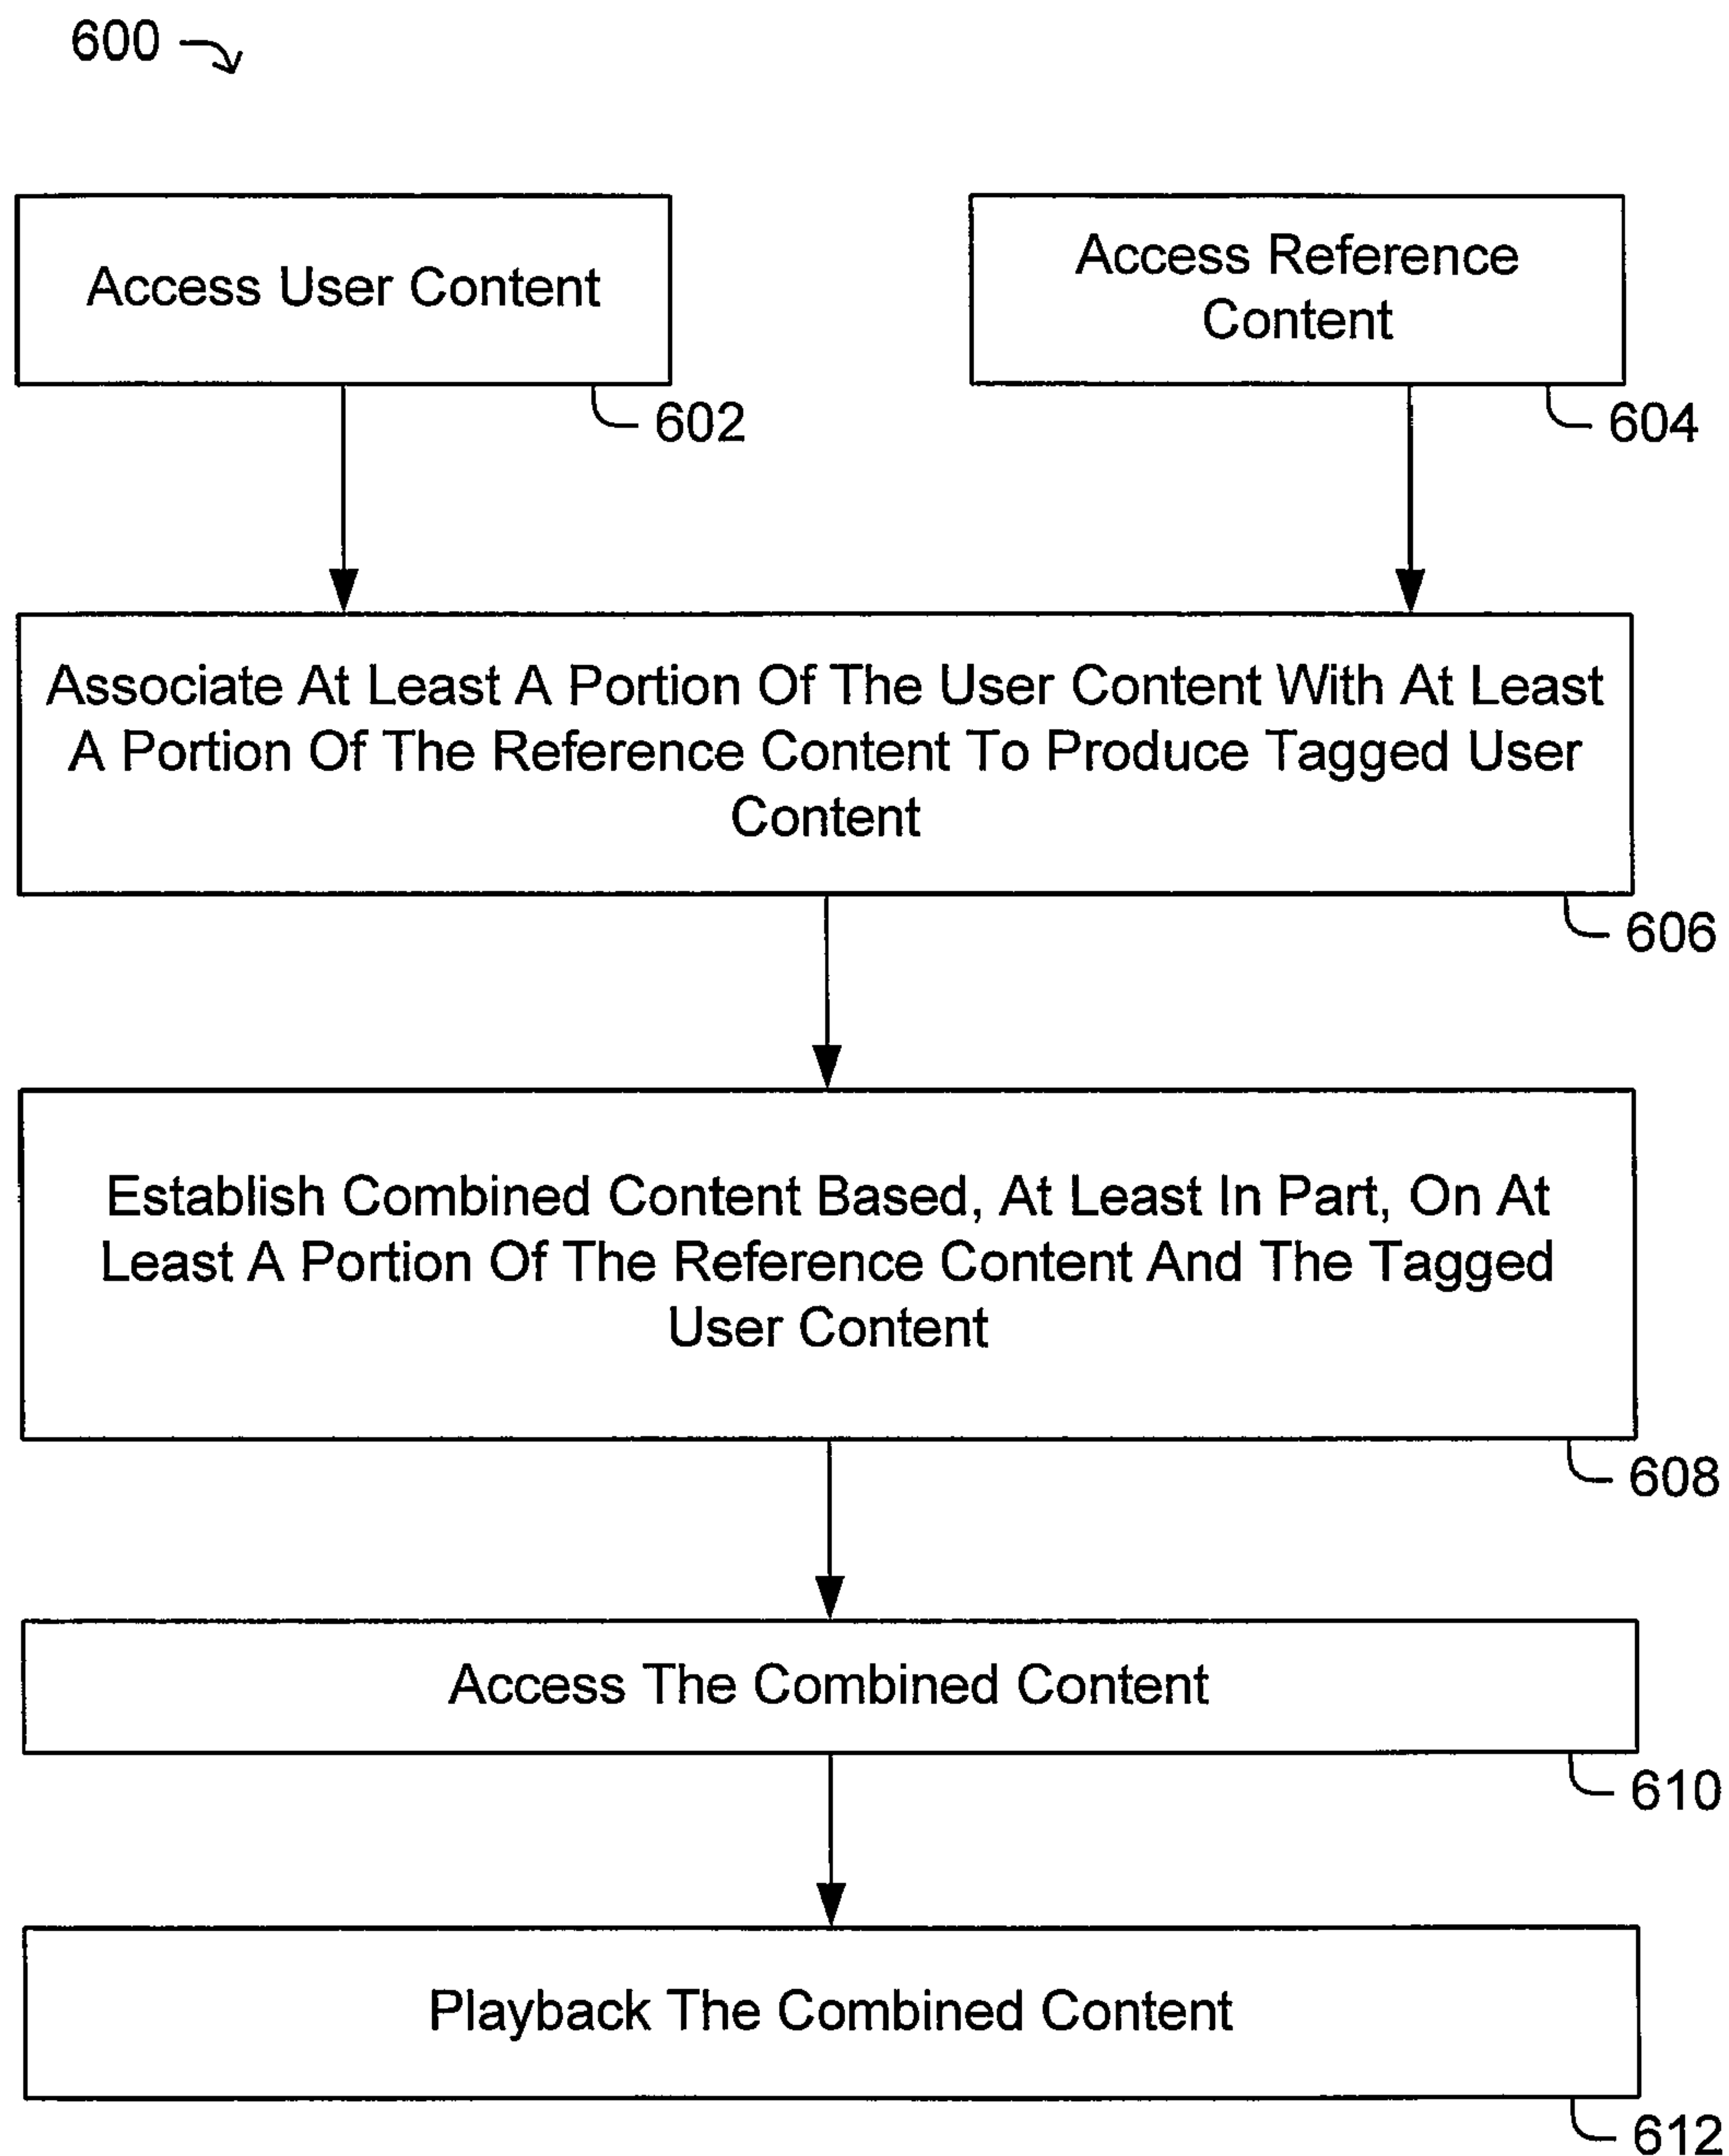 600
Access User Content
602
Access Reference
Content
604
Associate At Least A Portion Of The User Content With At Least
A Portion Of The Reference Content To Produce Tagged User
Content
606
Establish Combined Content Based, At Least In Part, On At
Least A Portion Of The Reference Content And The Tagged
User Content
608
Access The Combined Content
610
Playback The Combined Content
612